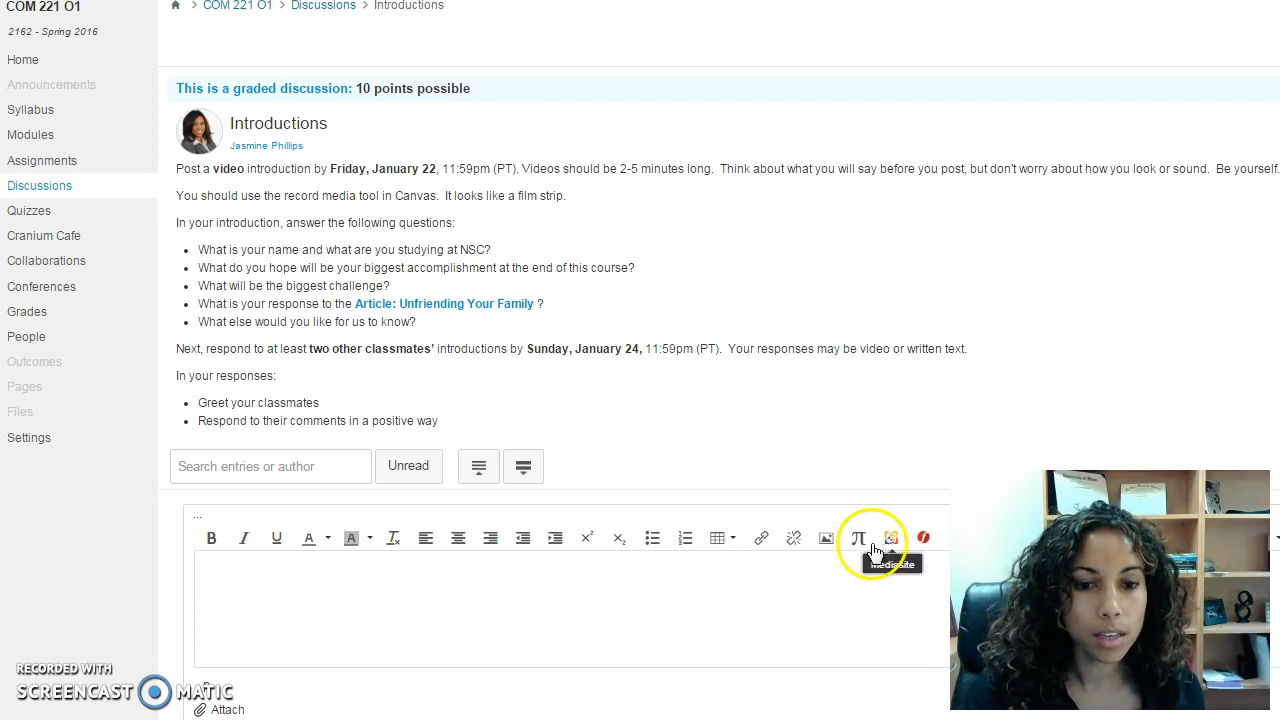 COM 221 O1
COM 221 O1 > Discussions > Introductions
2162 - Spring 2016
Home
Announcements
Syllabus
Modules
Assignments
Discussions
Quizzes
Cranium Cafe
Collaborations
Conferences
Grades
People
Outcomes
Pages
Files
Settings
This is a graded discussion: 10 points possible
Introductions
Jasmine Phillips
Post a video introduction by Friday, January 22, 11:59pm (PT). Videos should be 2-5 minutes long. Think about what you will say before you post, but don't worry about how you look or sound. Be yourself.
You should use the record media tool in Canvas. It looks like a film strip.
In your introduction, answer the following questions:
• What is your name and what are you studying at NSC?
• What do you hope will be your biggest accomplishment at the end of this course?
• What will be the biggest challenge?
• What is your response to the Article: Unfriending Your Family ?
• What else would you like for us to know?
Next, respond to at least two other classmates' introductions by Sunday, January 24, 11:59pm (PT). Your responses may be video or written text.
In your responses:
• Greet your classmates
• Respond to their comments in a positive way
Search entries or author
Unread
...
B I U A A Tx x² x₂ π
Mediasite
Attach
RECORDED WITH
SCREENCAST MATIC